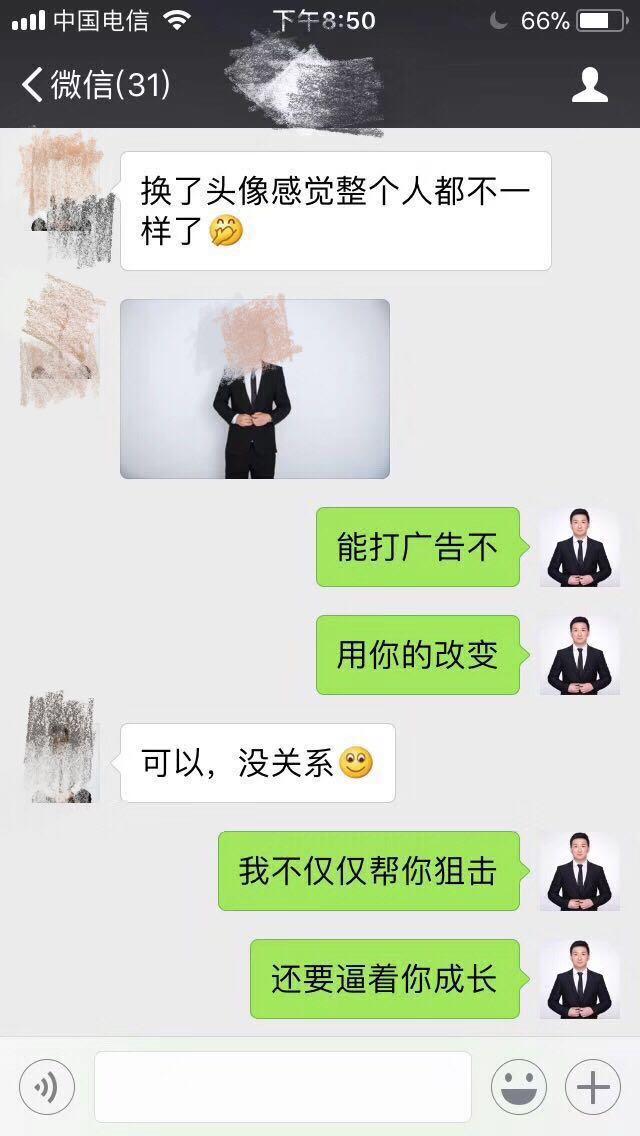 中国电信 下午8:50 66%
微信(31)
换了头像感觉整个人都不一
样了🤭
能打广告不
用你的改变
可以，没关系🙂
我不仅仅帮你狙击
还要逼着你成长